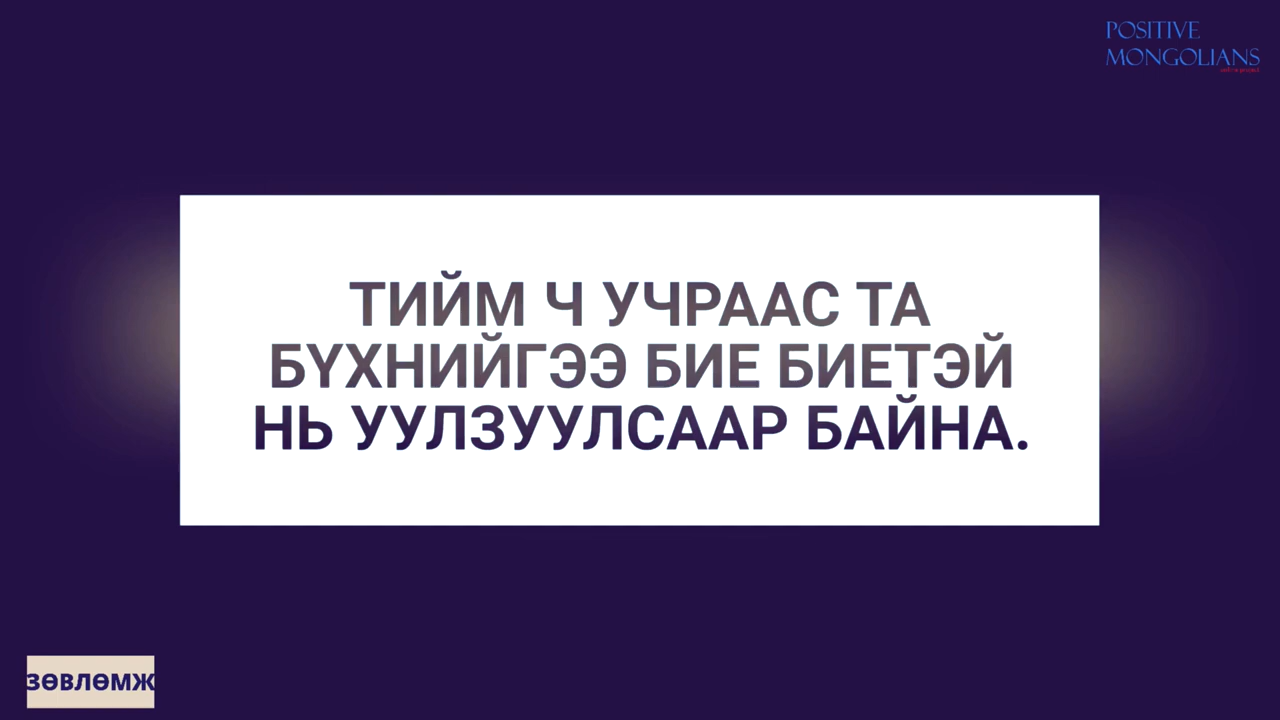 POSITIVE
MONGOLIANS
ТИЙМ Ч УЧРААС ТА
БҮХНИЙГЭЭ БИЕ БИЕТЭЙ
НЬ УУЛЗУУЛСААР БАЙНА.
ЗӨВЛӨМЖ